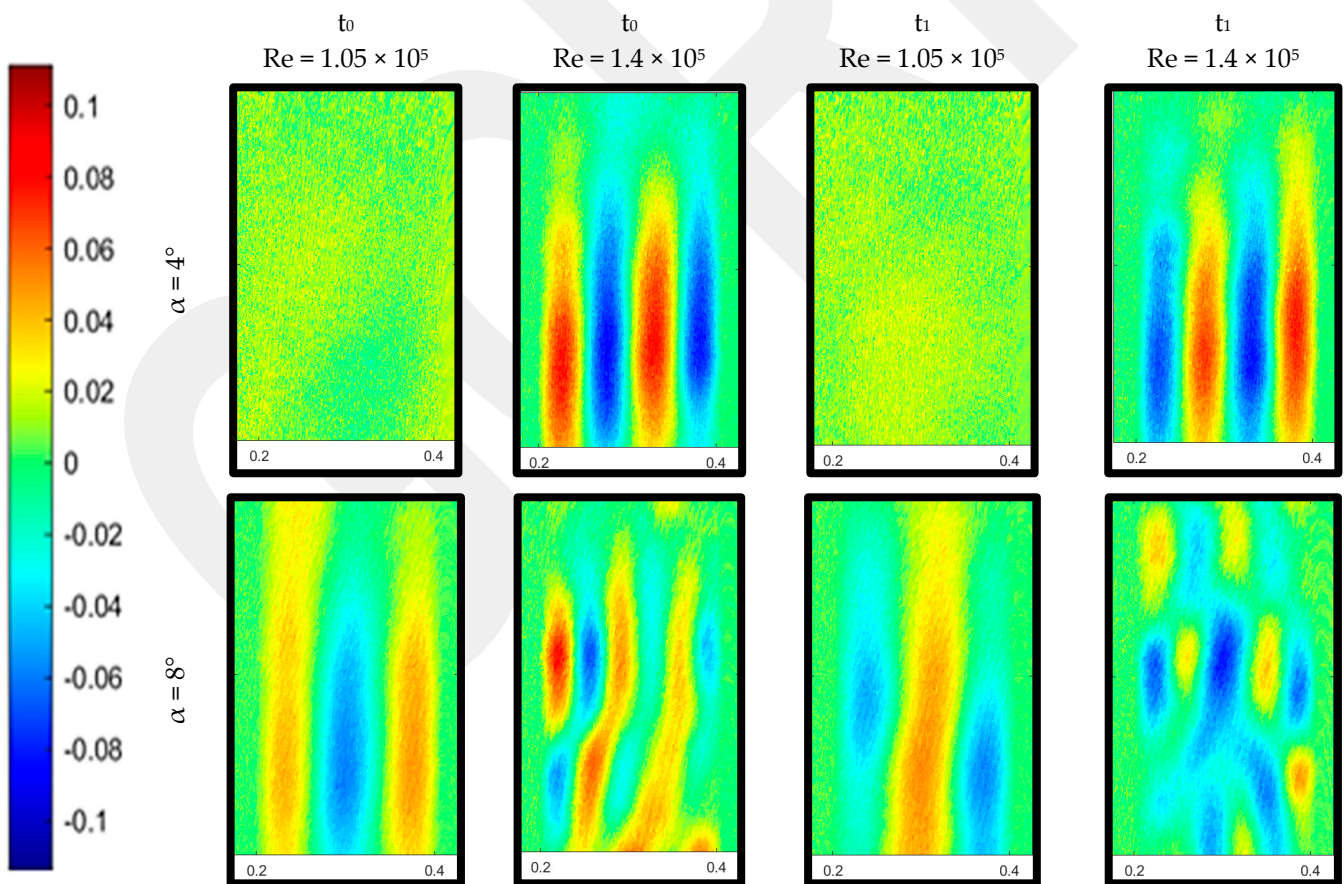 t₀ t₀ t₁ t₁
Re = 1.05 × 10⁵ Re = 1.4 × 10⁵ Re = 1.05 × 10⁵ Re = 1.4 × 10⁵
0.1
0.08
0.06
0.04
0.02
0
-0.02
-0.04
-0.06
-0.08
-0.1
α = 4°
0.2 0.4 0.2 0.4 0.2 0.4 0.2 0.4
α = 8°
0.2 0.4 0.2 0.4 0.2 0.4 0.2 0.4